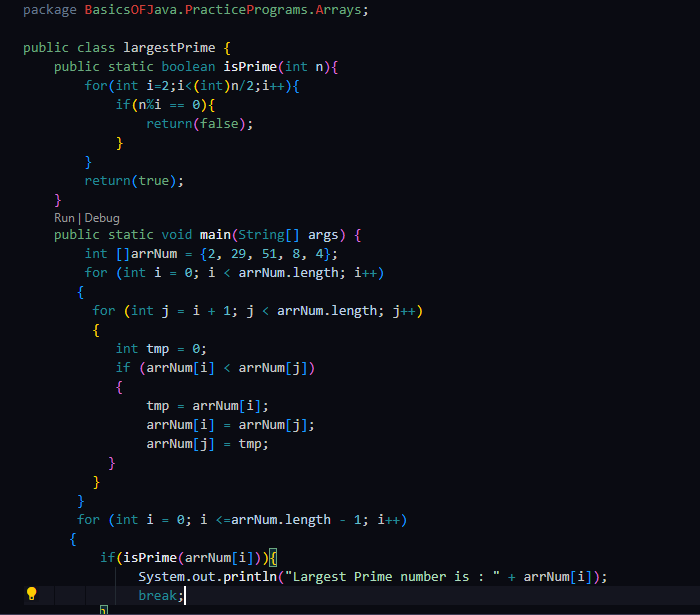 package BasicsOFJava.PracticePrograms.Arrays;
public class largestPrime {
public static boolean isPrime(int n){
for(int i=2;i<(int)n/2;i++){
if(n%i == 0){
return(false);
}
}
return(true);
}
Run | Debug
public static void main(String[] args) {
int []arrNum = {2, 29, 51, 8, 4};
for (int i = 0; i < arrNum.length; i++)
{
for (int j = i + 1; j < arrNum.length; j++)
{
int tmp = 0;
if (arrNum[i] < arrNum[j])
{
tmp = arrNum[i];
arrNum[i] = arrNum[j];
arrNum[j] = tmp;
}
}
}
for (int i = 0; i <=arrNum.length - 1; i++)
{
if(isPrime(arrNum[i])){
System.out.println("Largest Prime number is : " + arrNum[i]);
break;
}